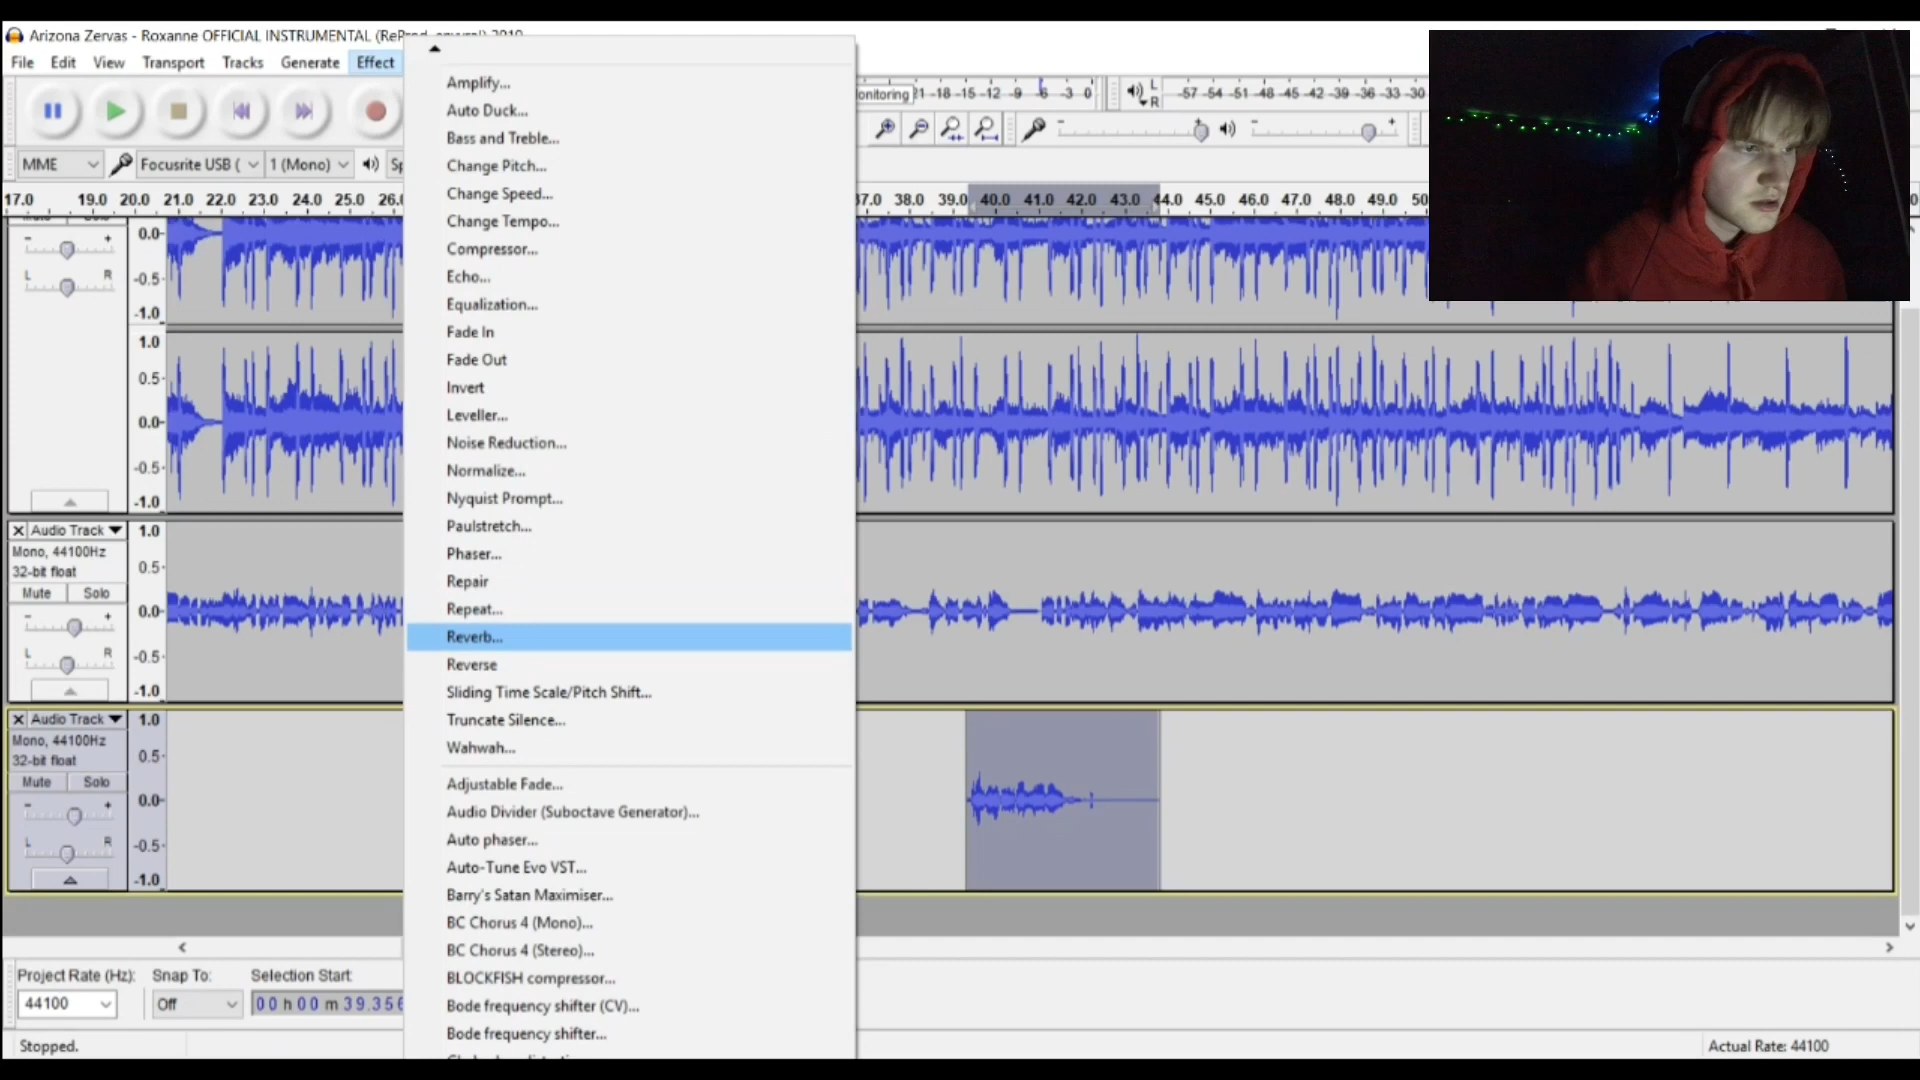 Arizona Zervas - Roxanne OFFICIAL INSTRUMENTAL
File Edit View Transport Tracks Generate Effect
onitoring 21 -18 -15 -12 -9 -6 -3 0 L R -57 -54 -51 -48 -45 -42 -39 -36 -33 -30
MME Focusrite USB ( 1 (Mono) Sp
17.0 19.0 20.0 21.0 22.0 23.0 24.0 25.0 26.0 37.0 38.0 39.0 40.0 41.0 42.0 43.0 44.0 45.0 46.0 47.0 48.0 49.0 50
Amplify...
Auto Duck...
Bass and Treble...
Change Pitch...
Change Speed...
Change Tempo...
Compressor...
Echo...
Equalization...
Fade In
Fade Out
Invert
Leveller...
Noise Reduction...
Normalize...
Nyquist Prompt...
Paulstretch...
Phaser...
Repair
Repeat...
Reverb...
Reverse
Sliding Time Scale/Pitch Shift...
Truncate Silence...
Wahwah...
Adjustable Fade...
Audio Divider (Suboctave Generator)...
Auto phaser...
Auto-Tune Evo VST...
Barry's Satan Maximiser...
BC Chorus 4 (Mono)...
BC Chorus 4 (Stereo)...
BLOCKFISH compressor...
Bode frequency shifter (CV)...
Bode frequency shifter...
- +
L R
0.0-
-0.5-
-1.0
1.0
0.5-
0.0-
-0.5-
-1.0
X Audio Track
Mono, 44100Hz
32-bit float
Mute Solo
- +
L R
1.0
0.5-
0.0-
-0.5-
-1.0
X Audio Track
Mono, 44100Hz
32-bit float
Mute Solo
- +
L R
1.0
0.5-
0.0-
-0.5-
-1.0
Project Rate (Hz): Snap To: Selection Start
44100 Off 00 h 00 m 39.356
Stopped.
Actual Rate: 44100